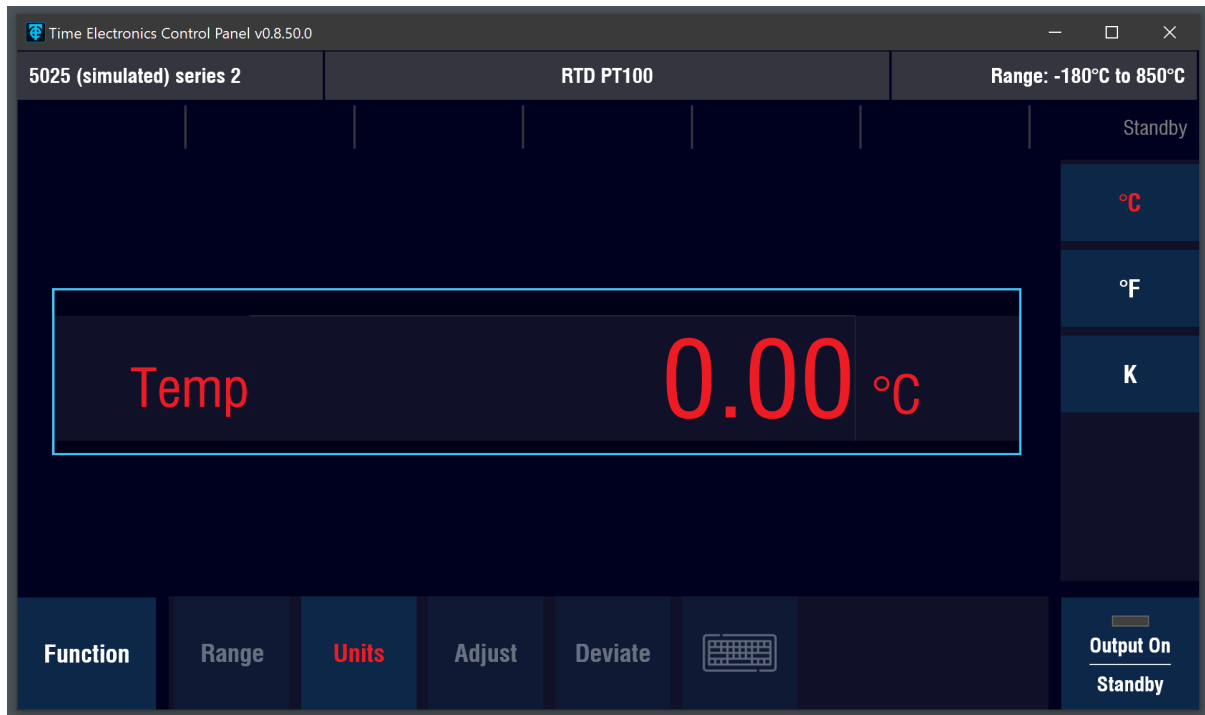 Time Electronics Control Panel v0.8.50.0
5025 (simulated) series 2
RTD PT100
Range: -180°C to 850°C
Standby
°C
°F
K
Temp 0.00 °C
Function
Range
Units
Adjust
Deviate
Output On
Standby